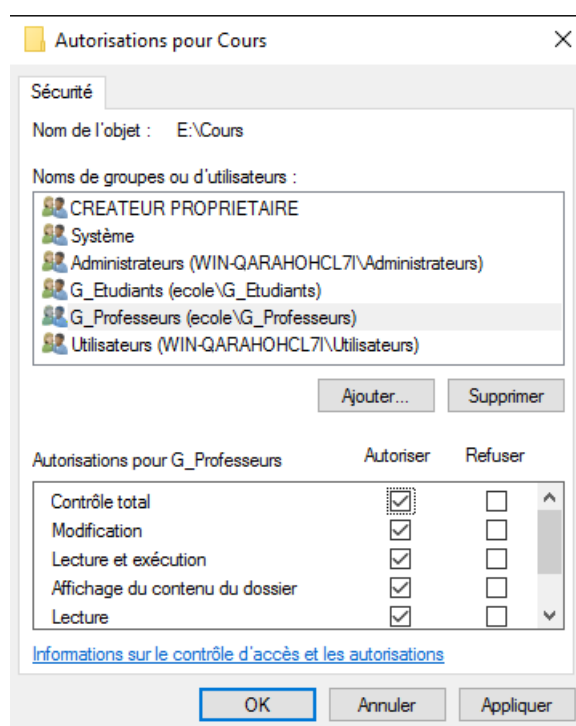 Autorisations pour Cours
Sécurité
Nom de l'objet : E:\Cours
Noms de groupes ou d'utilisateurs :
CREATEUR PROPRIETAIRE
Système
Administrateurs (WIN-QARAHOHCL7I\Administrateurs)
G_Etudiants (ecole\G_Etudiants)
G_Professeurs (ecole\G_Professeurs)
Utilisateurs (WIN-QARAHOHCL7I\Utilisateurs)
Ajouter... Supprimer
Autorisations pour G_Professeurs Autoriser Refuser
Contrôle total
Modification
Lecture et exécution
Affichage du contenu du dossier
Lecture
Informations sur le contrôle d'accès et les autorisations
OK Annuler Appliquer